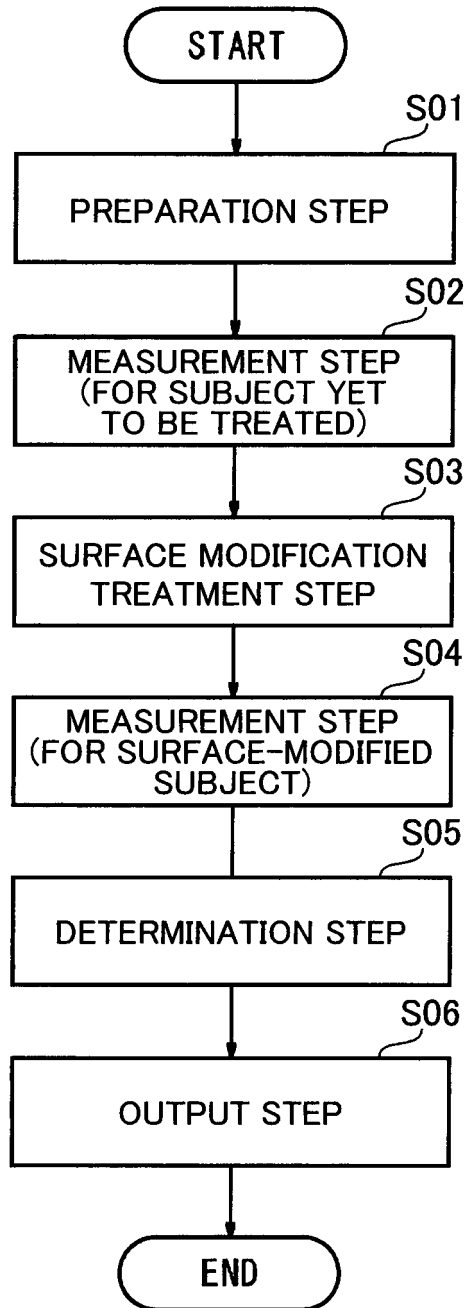 START
S01
PREPARATION STEP
S02
MEASUREMENT STEP
(FOR SUBJECT YET
TO BE TREATED)
S03
SURFACE MODIFICATION
TREATMENT STEP
S04
MEASUREMENT STEP
(FOR SURFACE-MODIFIED
SUBJECT)
S05
DETERMINATION STEP
S06
OUTPUT STEP
END